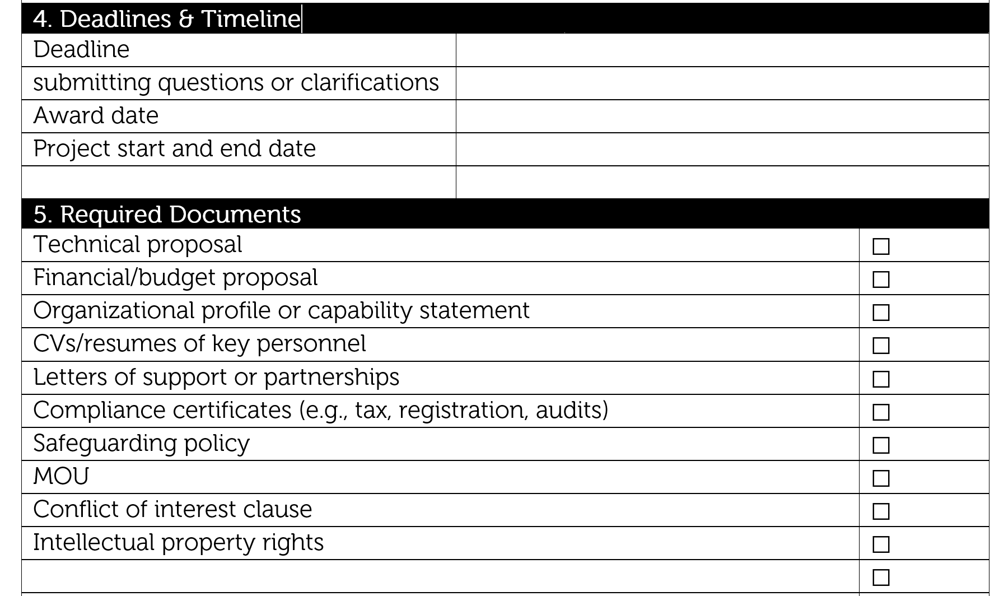 4. Deadlines & Timeline
Deadline
submitting questions or clarifications
Award date
Project start and end date
5. Required Documents
Technical proposal
☐
Financial/budget proposal
☐
Organizational profile or capability statement
☐
CVs/resumes of key personnel
☐
Letters of support or partnerships
☐
Compliance certificates (e.g., tax, registration, audits)
☐
Safeguarding policy
☐
MOU
☐
Conflict of interest clause
☐
Intellectual property rights
☐
☐